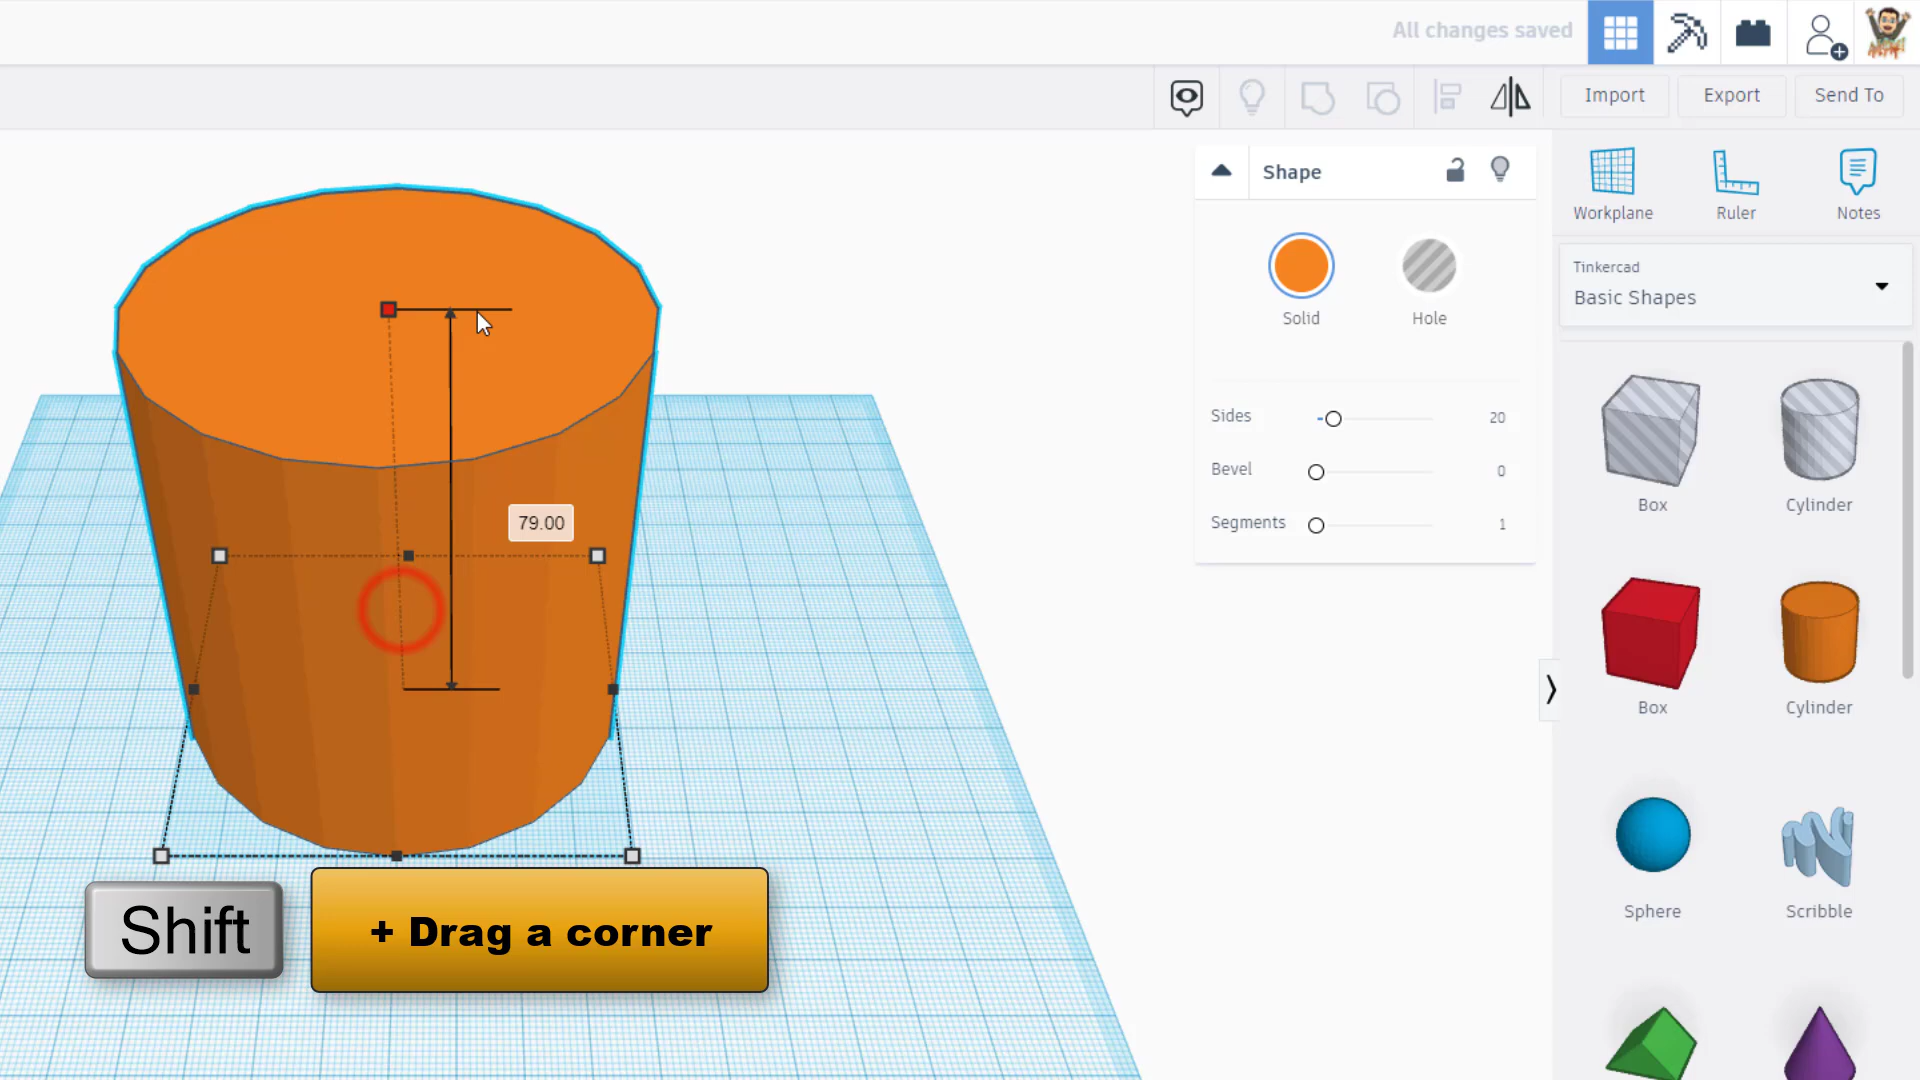 All changes saved
Import
Export
Send To
Shape
Workplane
Ruler
Notes
Solid
Hole
Tinkercad
Basic Shapes
Sides
20
Bevel
0
Segments
1
79.00
Box
Cylinder
Box
Cylinder
Sphere
Scribble
Shift
+ Drag a corner